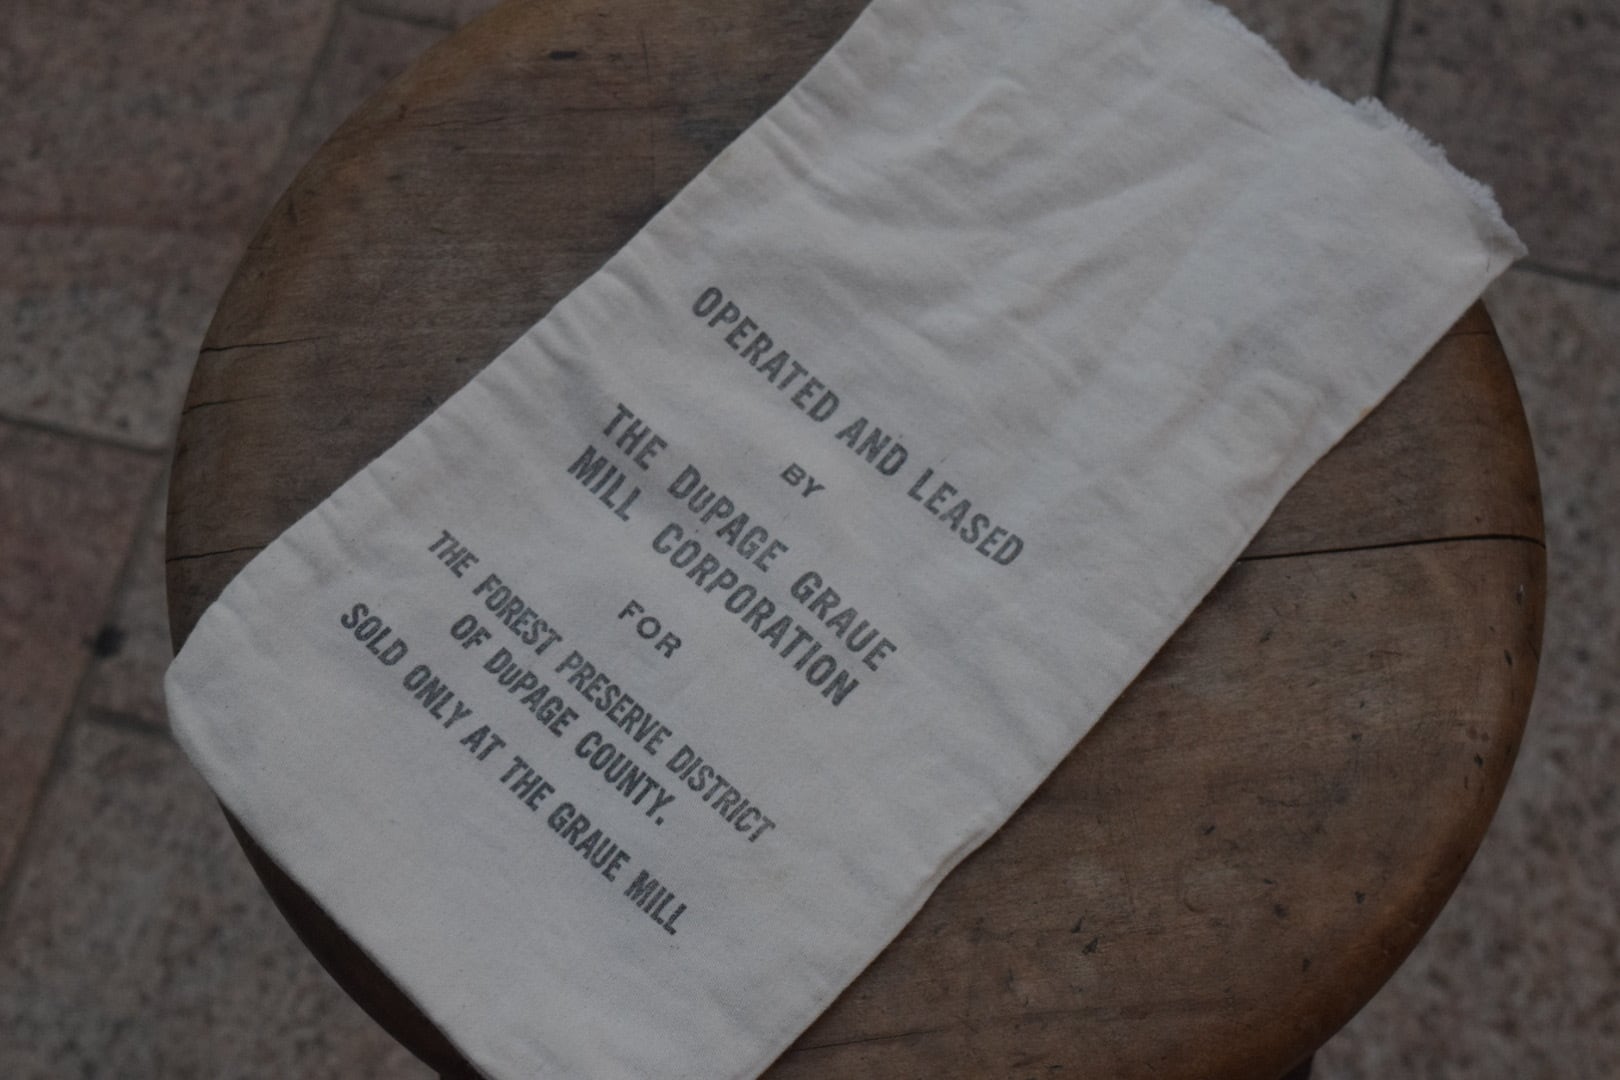 OPERATED AND LEASED
BY
THE DuPAGE GRAUE
MILL CORPORATION
FOR
THE FOREST PRESERVE DISTRICT
OF DuPAGE COUNTY.
SOLD ONLY AT THE GRAUE MILL